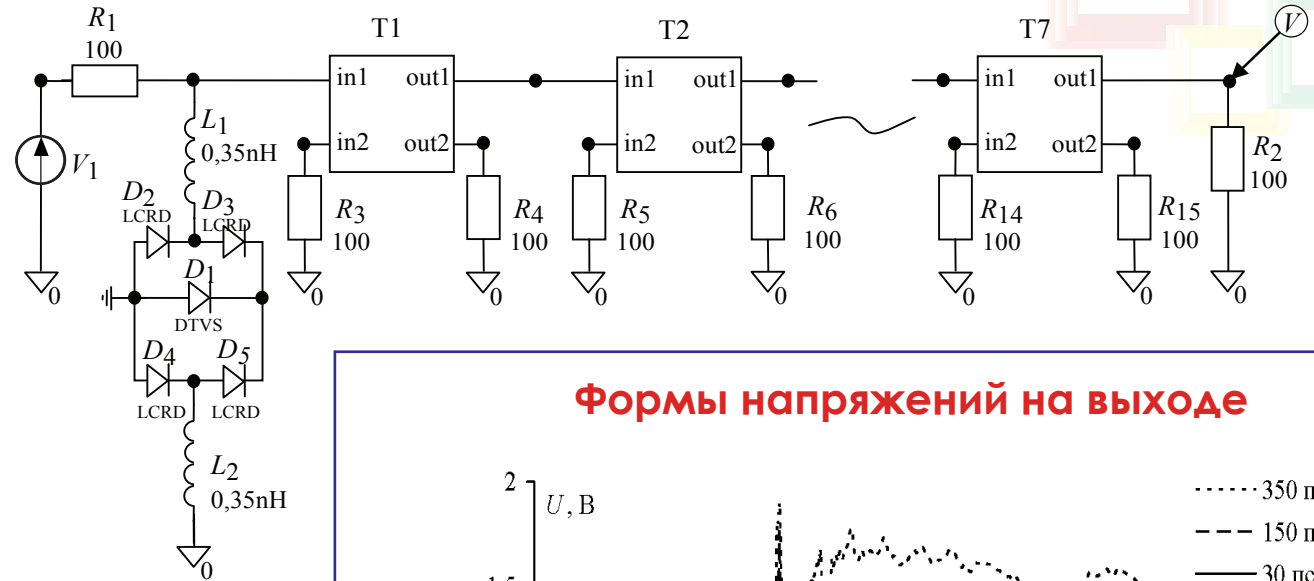 R1
100
T1
T2
T7
V
in1
out1
in1
out1
in1
out1
L1
0,35nH
V1
in2
out2
in2
out2
in2
out2
R2
100
D2
LCRD
D3
LCRD
R3
100
R4
100
R5
100
R6
100
R14
100
R15
100
D1
DTVS
0
0
0
0
0
0
0
0
D4
D5
LCRD
LCRD
L2
0,35nH
0
Формы напряжений на выходе
2
U, В
350
150
30